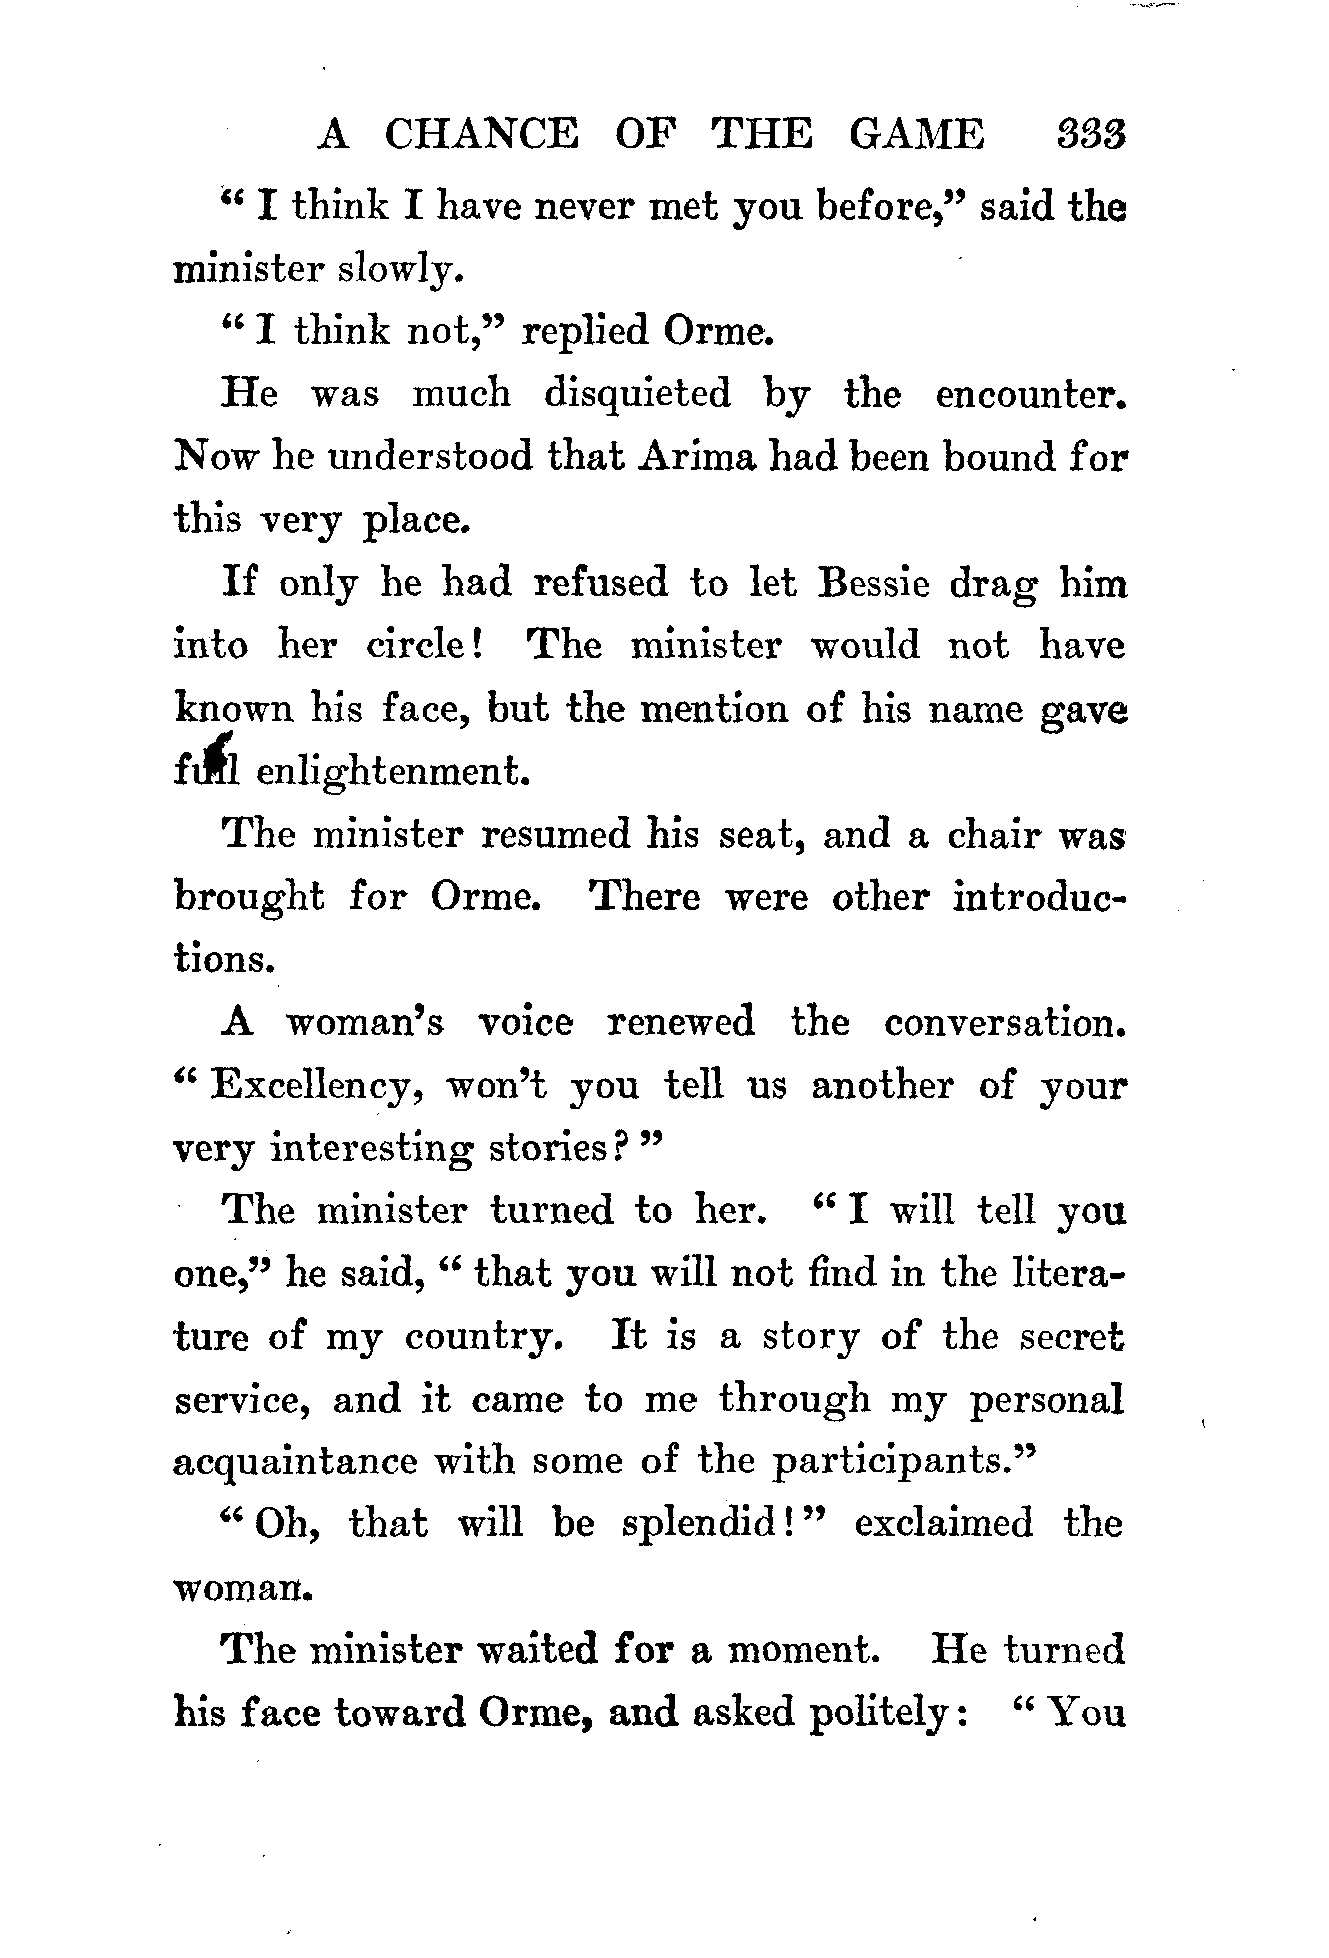 A CHANCE OF THE GAME 333
“ I think I have never met you before,” said the
minister slowly.
“ I think not,” replied Orme.
He was much disquieted by the encounter.
Now he understood that Arima had been bound for
this very place.
If only he had refused to let Bessie drag him
into her circle! The minister would not have
known his face, but the mention of his name gave
full enlightenment.
The minister resumed his seat, and a chair was
brought for Orme. There were other introduc-
tions.
A woman’s voice renewed the conversation.
“ Excellency, won’t you tell us another of your
very interesting stories? ”
The minister turned to her. “ I will tell you
one,” he said, “ that you will not find in the litera-
ture of my country. It is a story of the secret
service, and it came to me through my personal
acquaintance with some of the participants.”
“ Oh, that will be splendid! ” exclaimed the
woman.
The minister waited for a moment. He turned
his face toward Orme, and asked politely: “ You